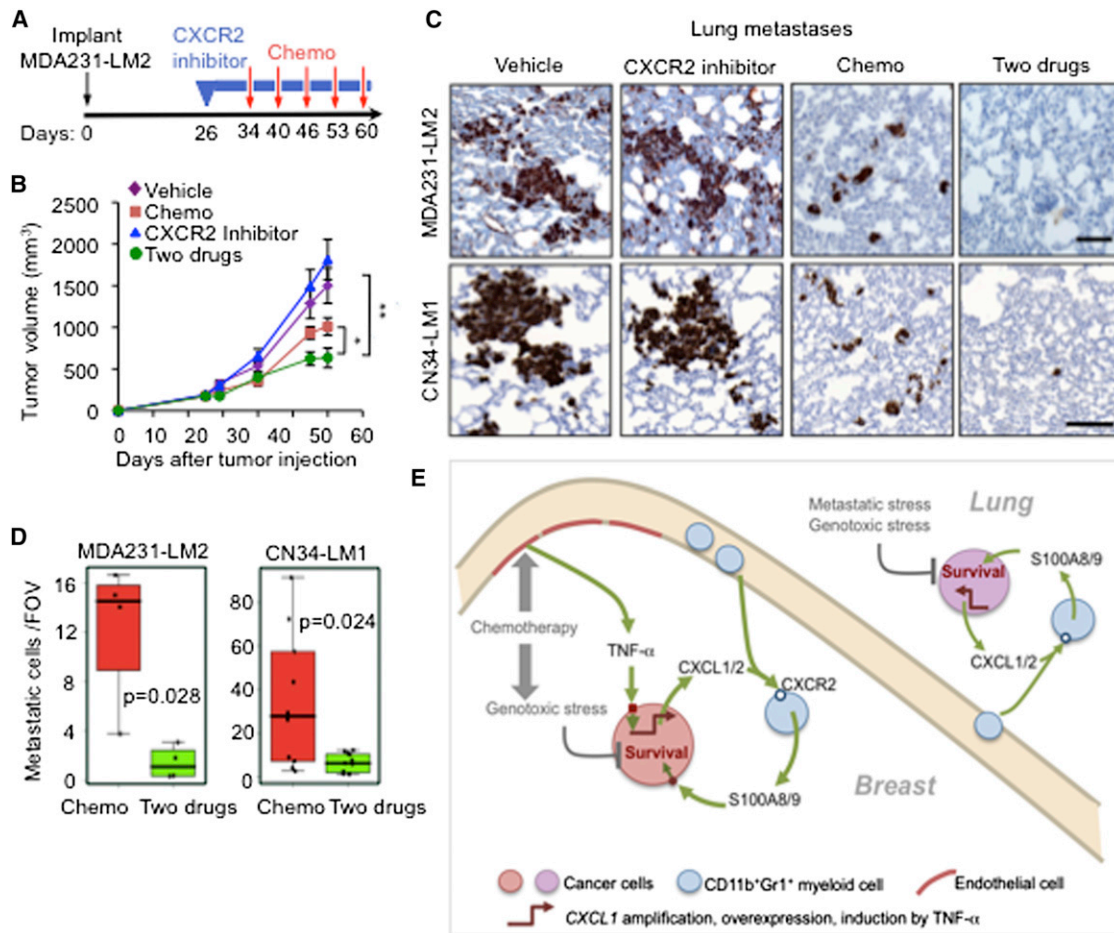 A
Implant
MDA231-LM2
CXCR2
inhibitor
Chemo
Days: 0
26
34
40
46
53
60
B
Vehicle
Chemo
CXCR2 Inhibitor
Two drugs
Tumor volume (mm³)
2500
2000
1500
1000
500
0
**
*
0 10 20 30 40 50 60
Days after tumor injection
C
Lung metastases
Vehicle
CXCR2 inhibitor
Chemo
Two drugs
MDA231-LM2
CN34-LM1
D
MDA231-LM2
CN34-LM1
Metastatic cells /FOV
16
12
8
4
0
p=0.028
Chemo Two drugs
80
60
40
20
0
p=0.024
Chemo Two drugs
E
Metastatic stress
Genotoxic stress
Lung
Survival
S100A8/9
CXCL1/2
Chemotherapy
TNF-α
CXCL1/2
CXCR2
Genotoxic stress
Survival
S100A8/9
Breast
Cancer cells
CD11b⁺Gr1⁺ myeloid cell
Endothelial cell
CXCL1 amplification, overexpression, induction by TNF-α